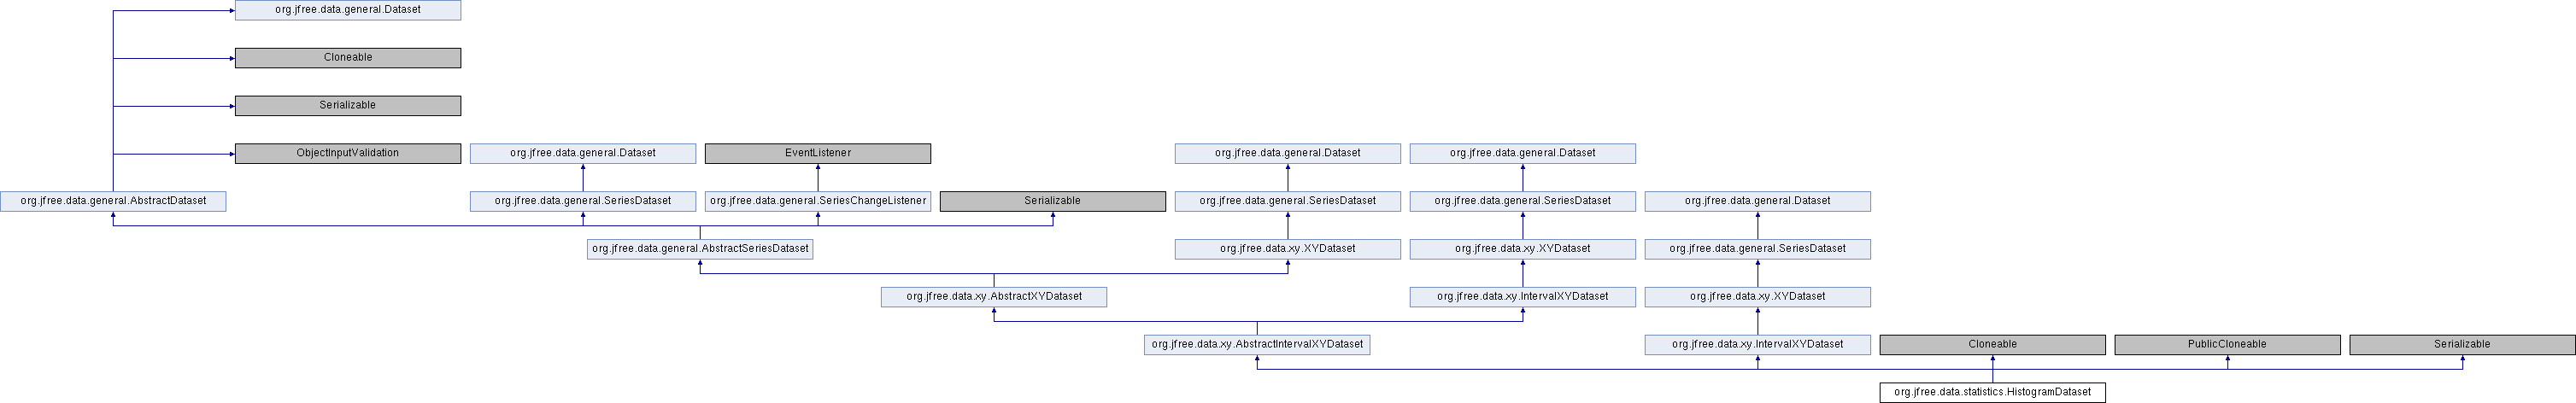 org.jfree.data.general.Dataset
Cloneable
Serializable
ObjectInputValidation
org.jfree.data.general.Dataset
EventListener
org.jfree.data.general.Dataset
org.jfree.data.general.Dataset
org.jfree.data.general.AbstractDataset
org.jfree.data.general.SeriesDataset
org.jfree.data.general.SeriesChangeListener
Serializable
org.jfree.data.general.SeriesDataset
org.jfree.data.general.SeriesDataset
org.jfree.data.general.Dataset
org.jfree.data.general.AbstractSeriesDataset
org.jfree.data.xy.XYDataset
org.jfree.data.xy.XYDataset
org.jfree.data.general.SeriesDataset
org.jfree.data.xy.AbstractXYDataset
org.jfree.data.xy.IntervalXYDataset
org.jfree.data.xy.XYDataset
org.jfree.data.xy.AbstractIntervalXYDataset
org.jfree.data.xy.IntervalXYDataset
Cloneable
PublicCloneable
Serializable
org.jfree.data.statistics.HistogramDataset